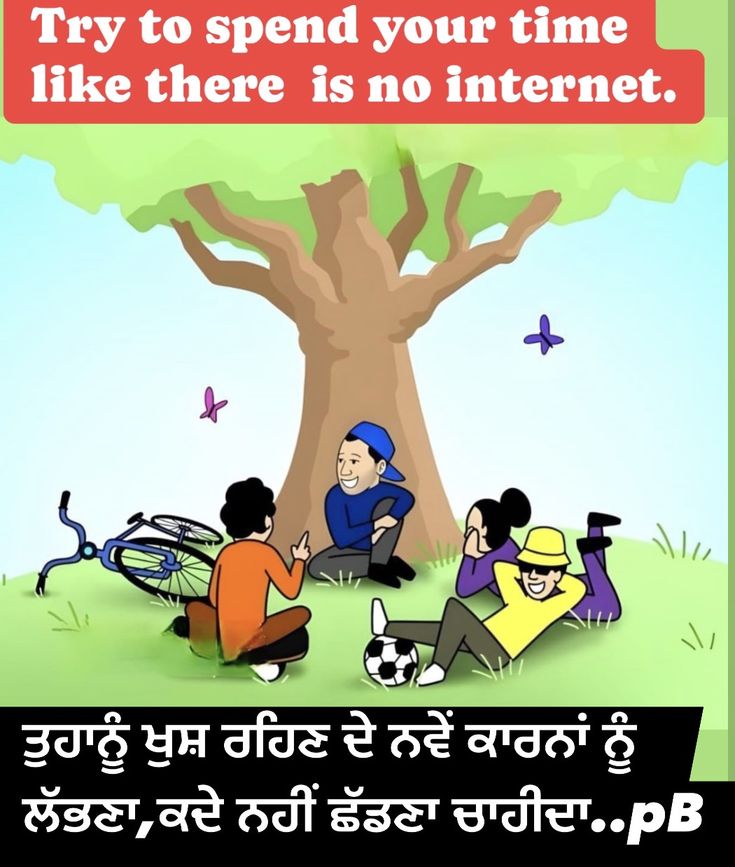 Try to spend your time
like there is no internet.
ਤੁਹਾਨੂੰ ਖੁਸ਼ ਰਹਿਣ ਦੇ ਨਵੇਂ ਕਾਰਨਾਂ ਨੂੰ
ਲੱਭਣਾ,ਕਦੇ ਨਹੀਂ ਛੱਡਣਾ ਚਾਹੀਦਾ..pB